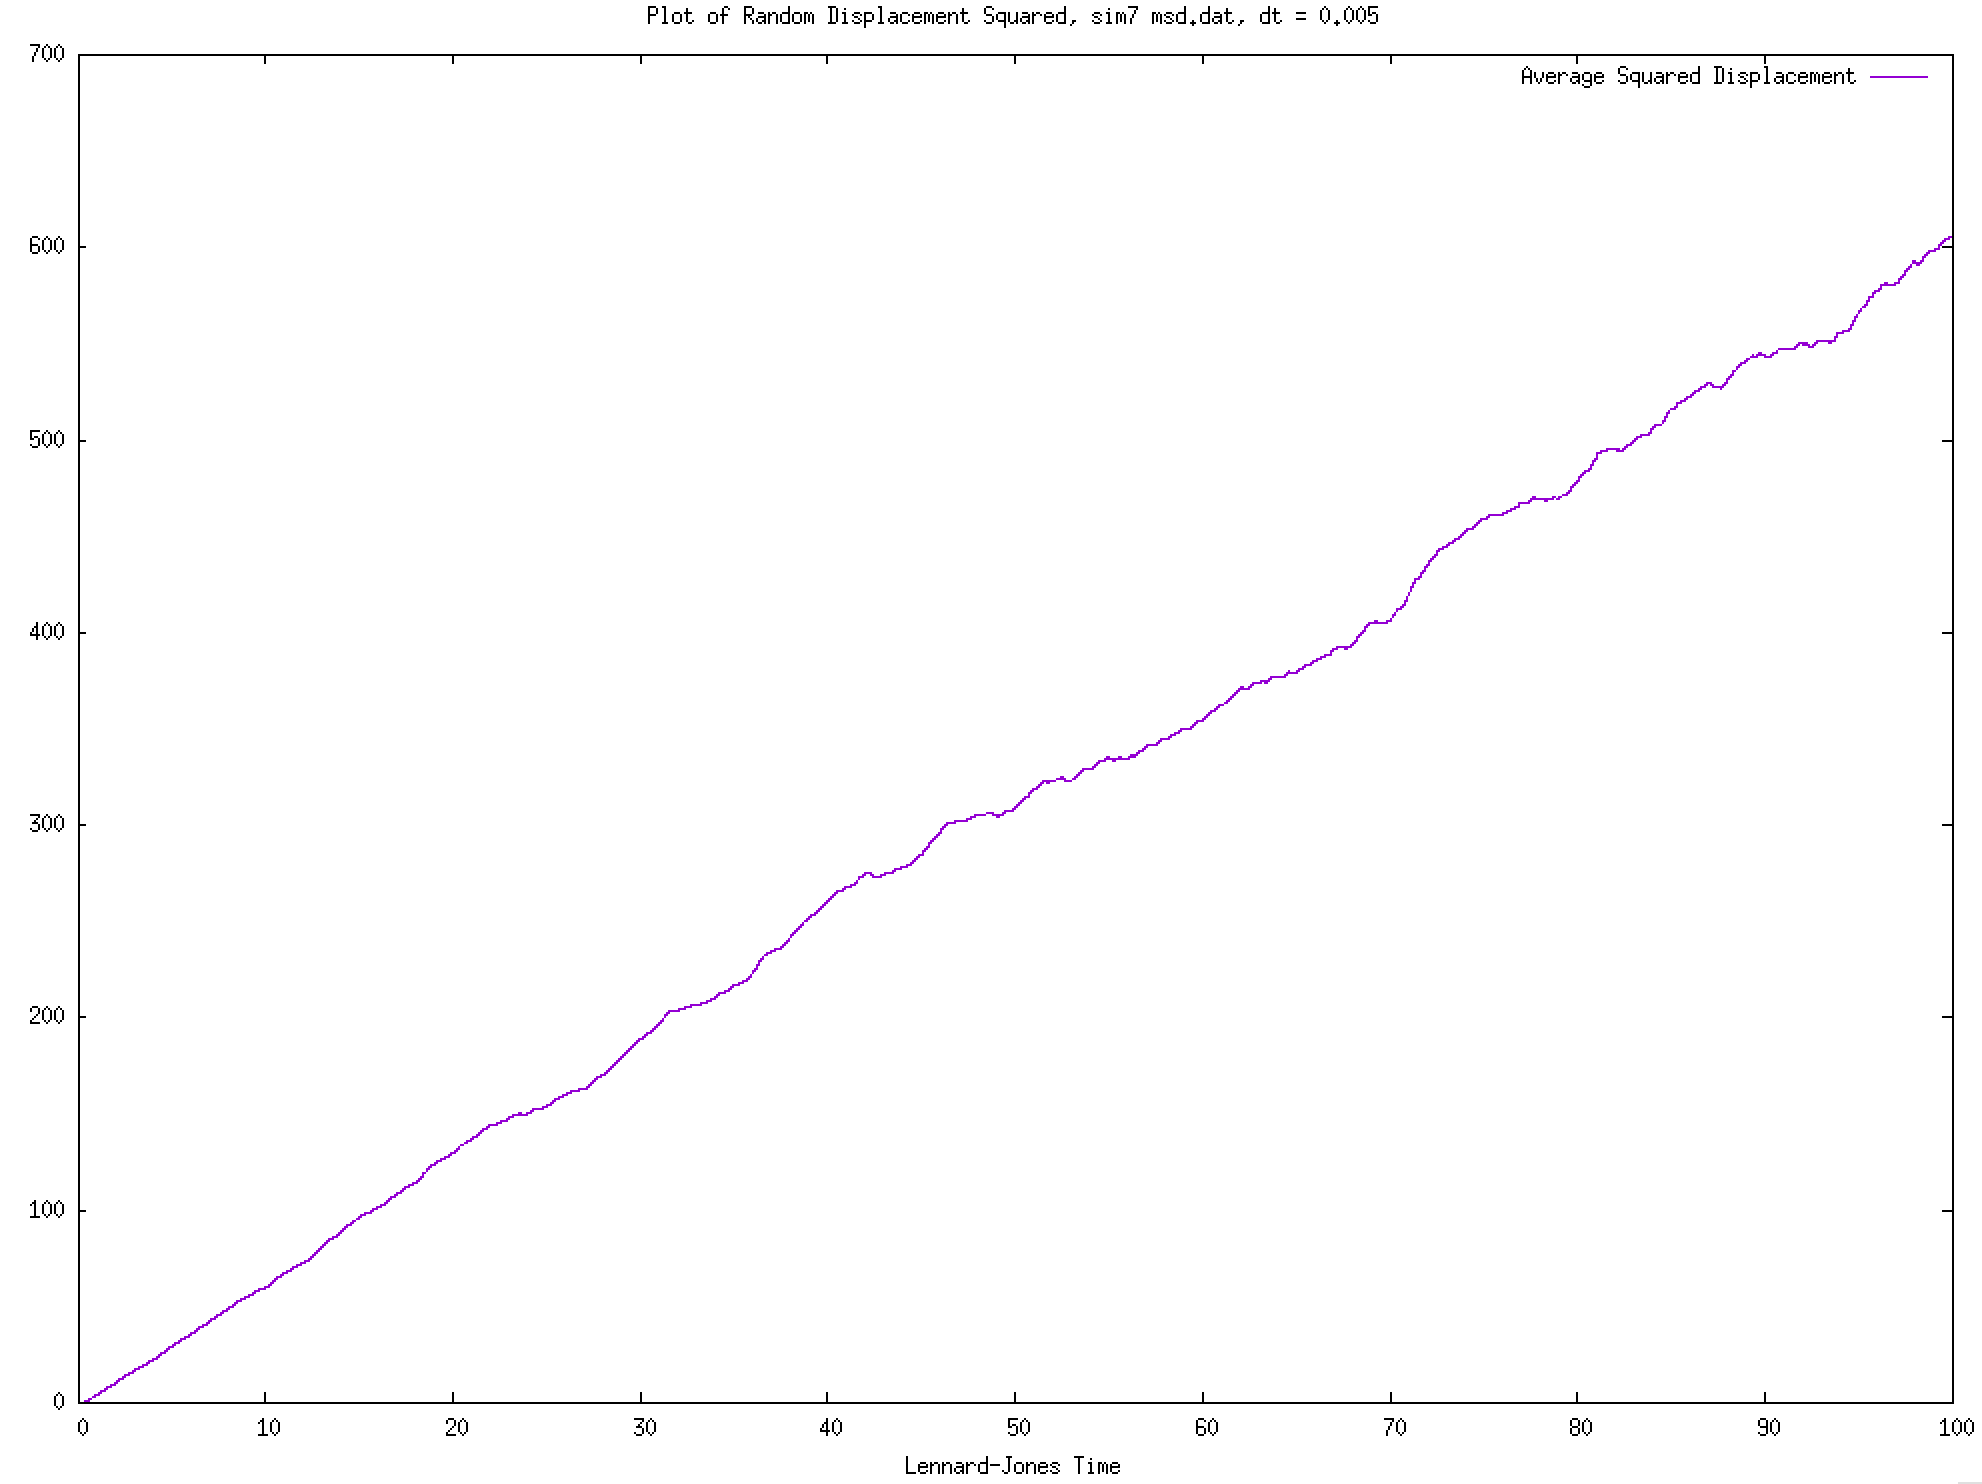 Plot of Random Displacement Squared, sim7 msd.dat, dt = 0.005
700
Average Squared Displacement
600
500
400
300
200
100
0
0 10 20 30 40 50 60 70 80 90 100
Lennard-Jones Time